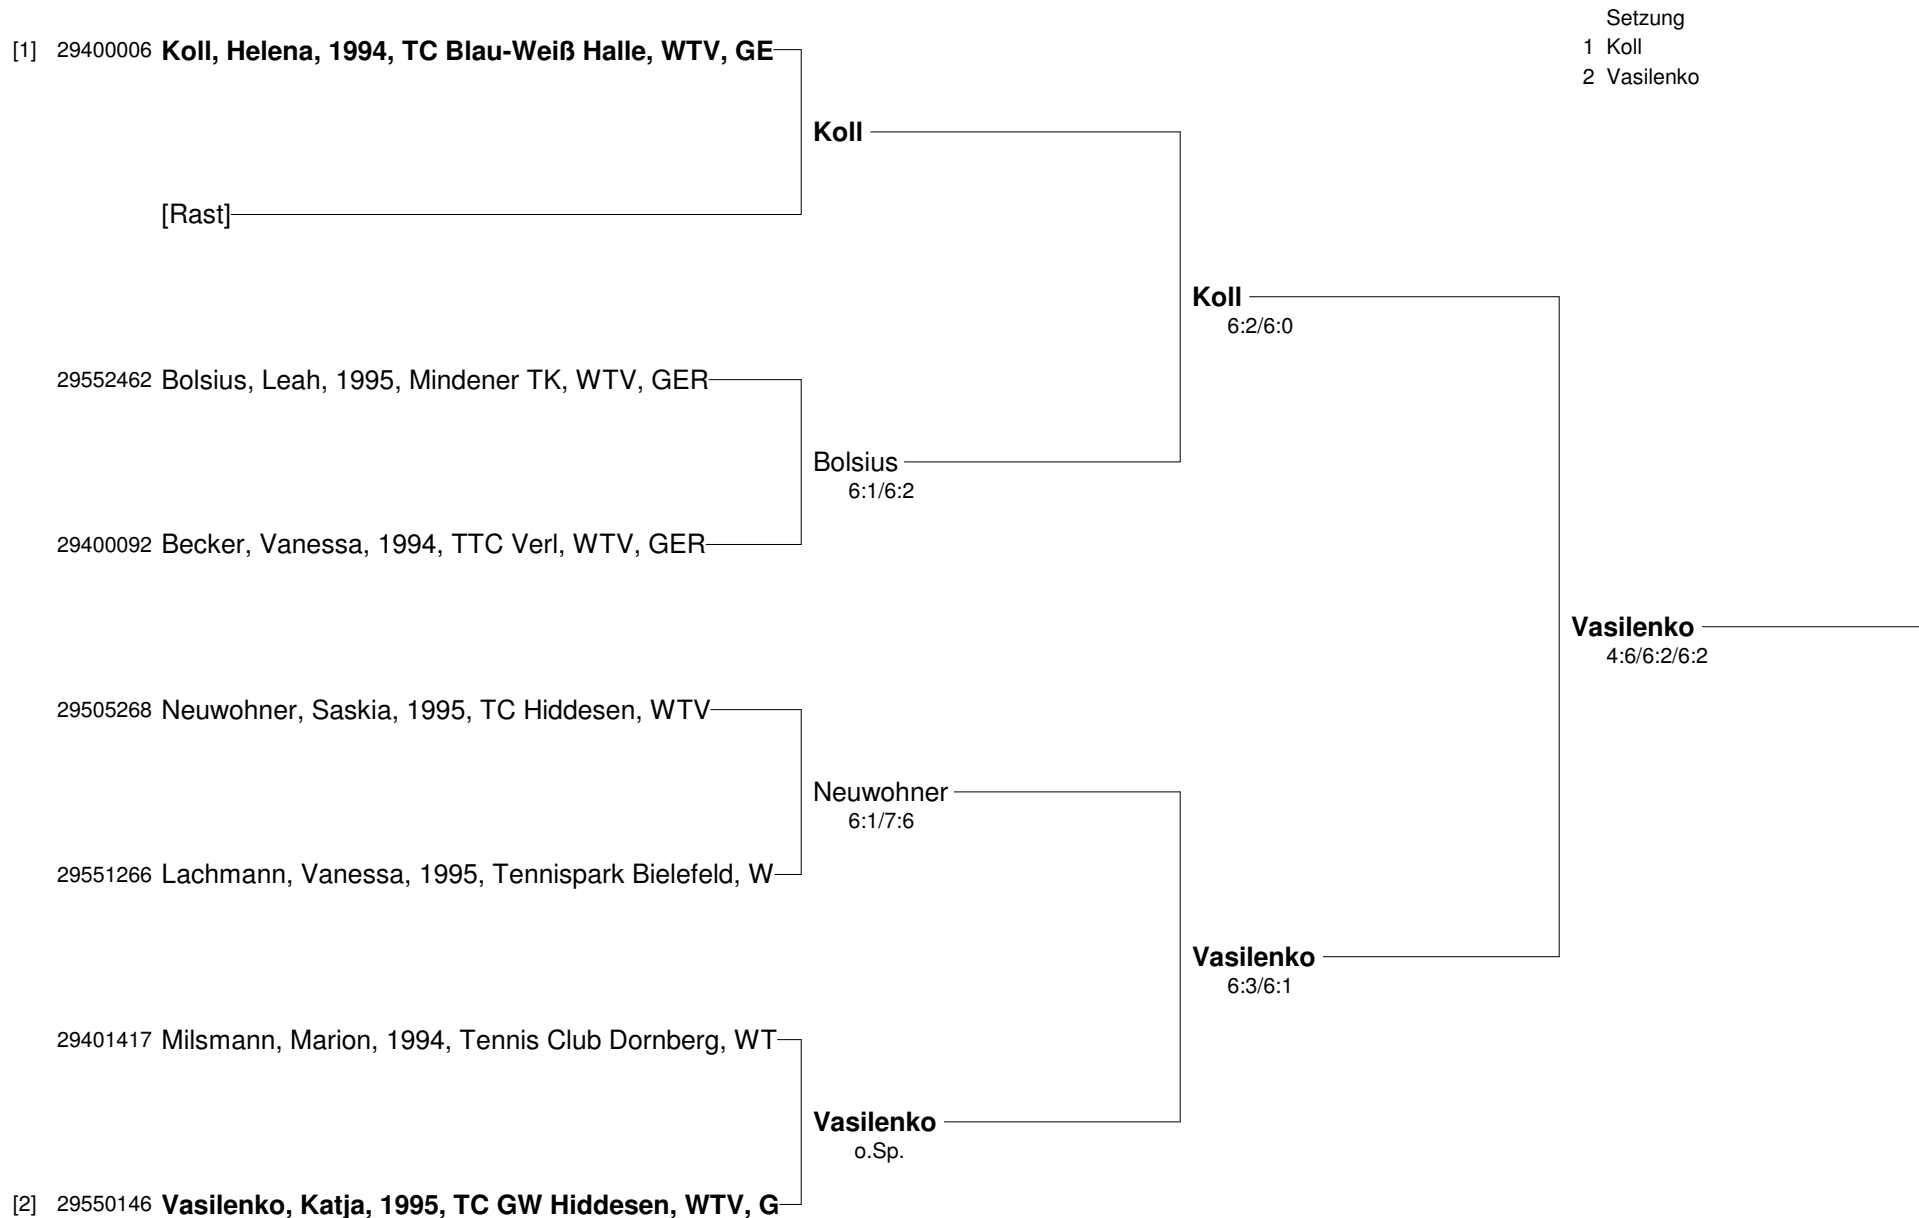 Setzung
1 Koll
2 Vasilenko
[1] 29400006 Koll, Helena, 1994, TC Blau-Weiß Halle, WTV, GE
Koll
[Rast]
Koll
6:2/6:0
29552462 Bolsius, Leah, 1995, Mindener TK, WTV, GER
Bolsius
6:1/6:2
29400092 Becker, Vanessa, 1994, TTC Verl, WTV, GER
Vasilenko
4:6/6:2/6:2
29505268 Neuwohner, Saskia, 1995, TC Hiddesen, WTV
Neuwohner
6:1/7:6
29551266 Lachmann, Vanessa, 1995, Tennispark Bielefeld, W
Vasilenko
6:3/6:1
29401417 Milsmann, Marion, 1994, Tennis Club Dornberg, WT
Vasilenko
o.Sp.
[2] 29550146 Vasilenko, Katja, 1995, TC GW Hiddesen, WTV, G